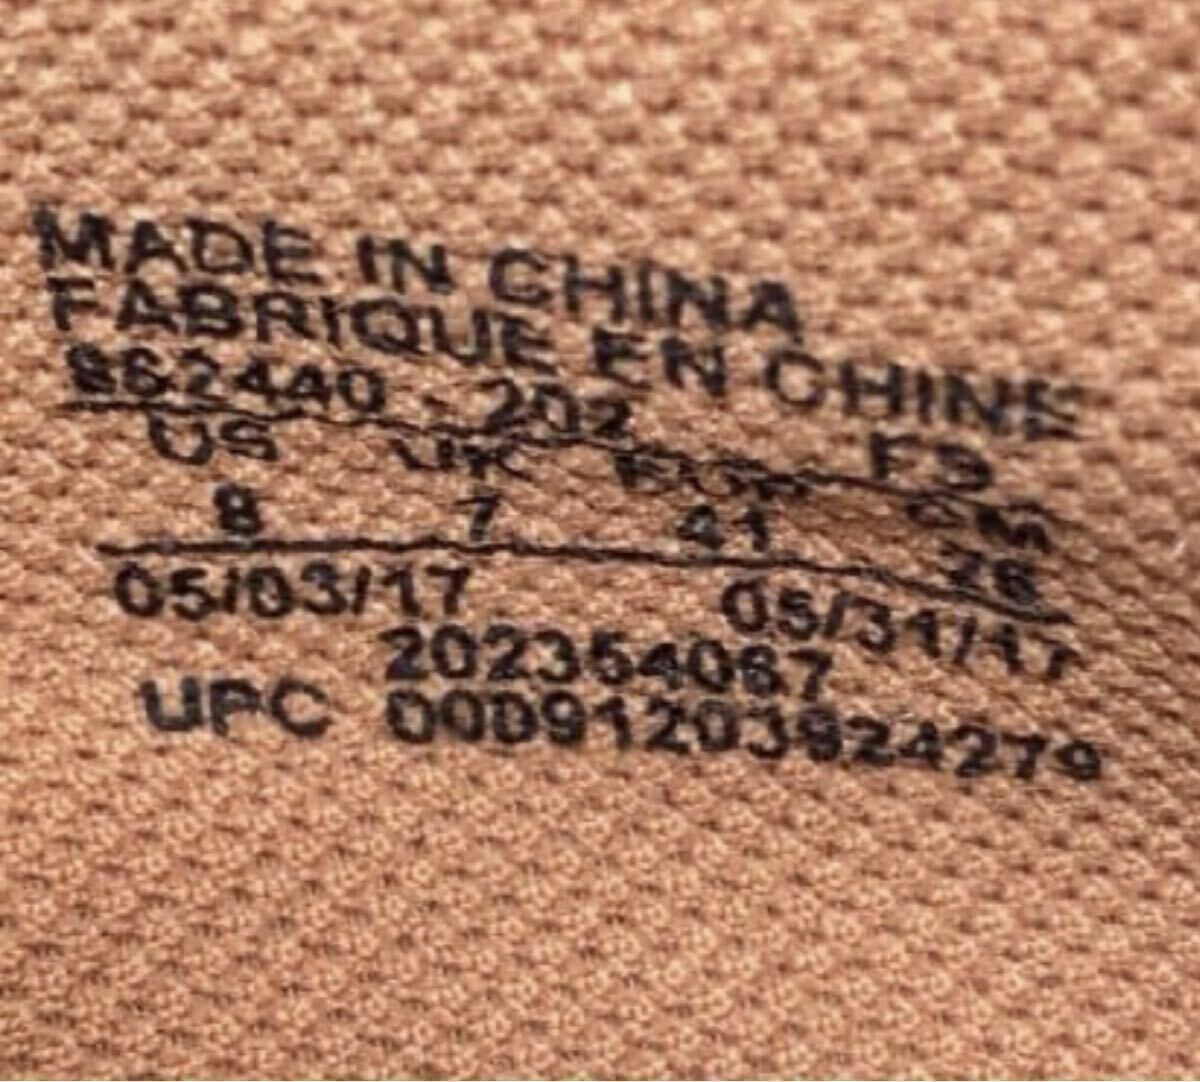 MADE IN CHINA
FABRIQUE EN CHINE
862440 - 202 FS
US UK EUR CM
8 7 41 26
05/03/17 05/31/17
202354067
UPC 00091203924279